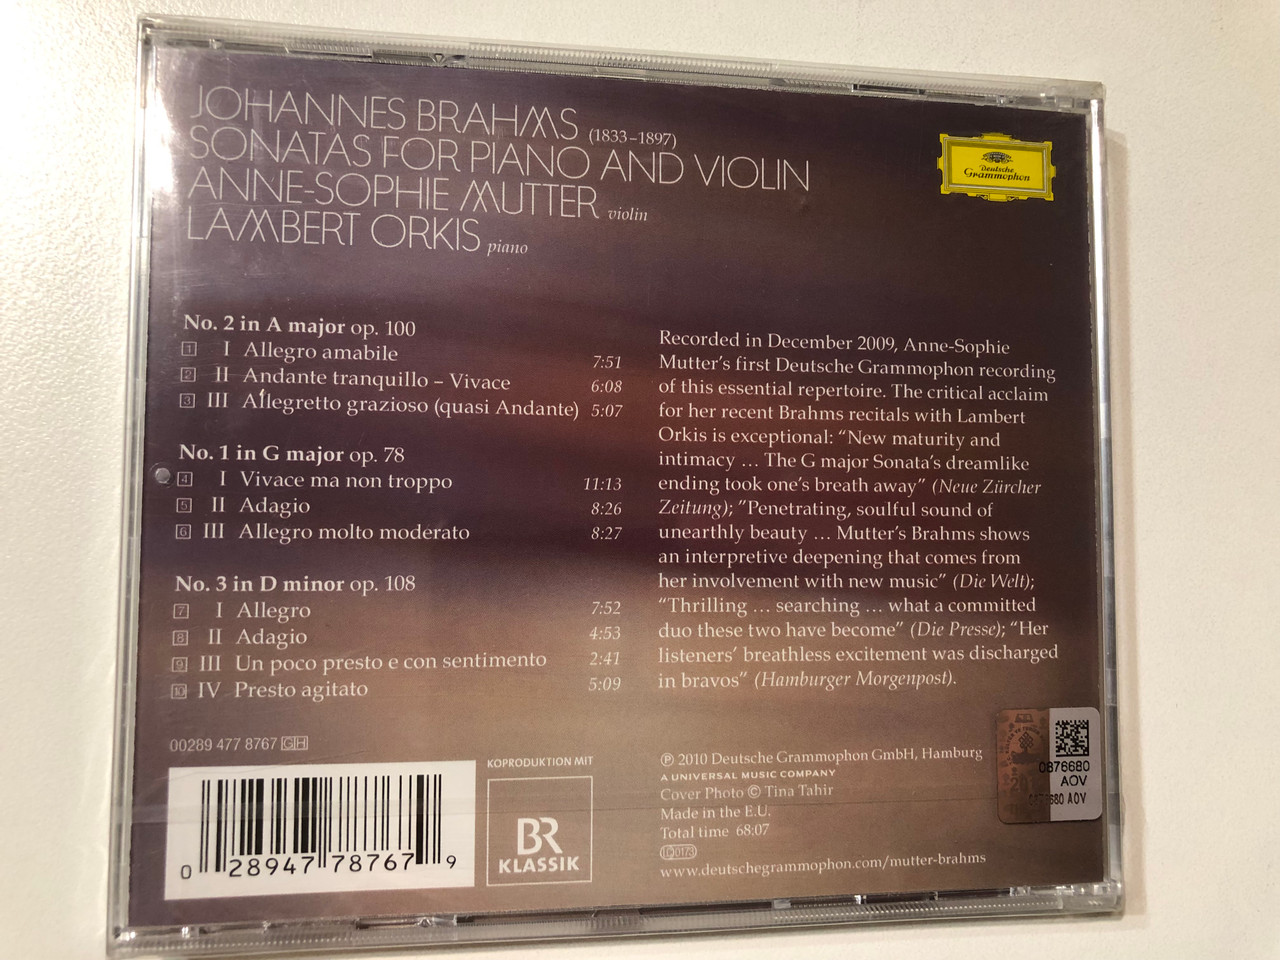 JOHANNES BRAHMS (1833–1897)
SONATAS FOR PIANO AND VIOLIN
ANNE-SOPHIE MUTTER violin
LAMBERT ORKIS piano
Deutsche
Grammophon
No. 2 in A major op. 100
1 I Allegro amabile 7:51
2 II Andante tranquillo – Vivace 6:08
3 III Allegretto grazioso (quasi Andante) 5:07
No. 1 in G major op. 78
4 I Vivace ma non troppo 11:13
5 II Adagio 8:26
6 III Allegro molto moderato 8:27
No. 3 in D minor op. 108
7 I Allegro 7:52
8 II Adagio 4:53
9 III Un poco presto e con sentimento 2:41
10 IV Presto agitato 5:09
Recorded in December 2009, Anne-Sophie
Mutter's first Deutsche Grammophon recording
of this essential repertoire. The critical acclaim
for her recent Brahms recitals with Lambert
Orkis is exceptional: “New maturity and
intimacy … The G major Sonata's dreamlike
ending took one's breath away” (Neue Zürcher
Zeitung); ”Penetrating, soulful sound of
unearthly beauty … Mutter's Brahms shows
an interpretive deepening that comes from
her involvement with new music” (Die Welt);
“Thrilling … searching … what a committed
duo these two have become” (Die Presse); “Her
listeners' breathless excitement was discharged
in bravos” (Hamburger Morgenpost).
00289 477 8767 GH
0 28947 78767 9
KOPRODUKTION MIT
BR
KLASSIK
℗ 2010 Deutsche Grammophon GmbH, Hamburg
A UNIVERSAL MUSIC COMPANY
Cover Photo © Tina Tahir
Made in the E.U.
Total time 68:07
LC 0173
www.deutschegrammophon.com/mutter-brahms
0876680
AOV
680 AOV